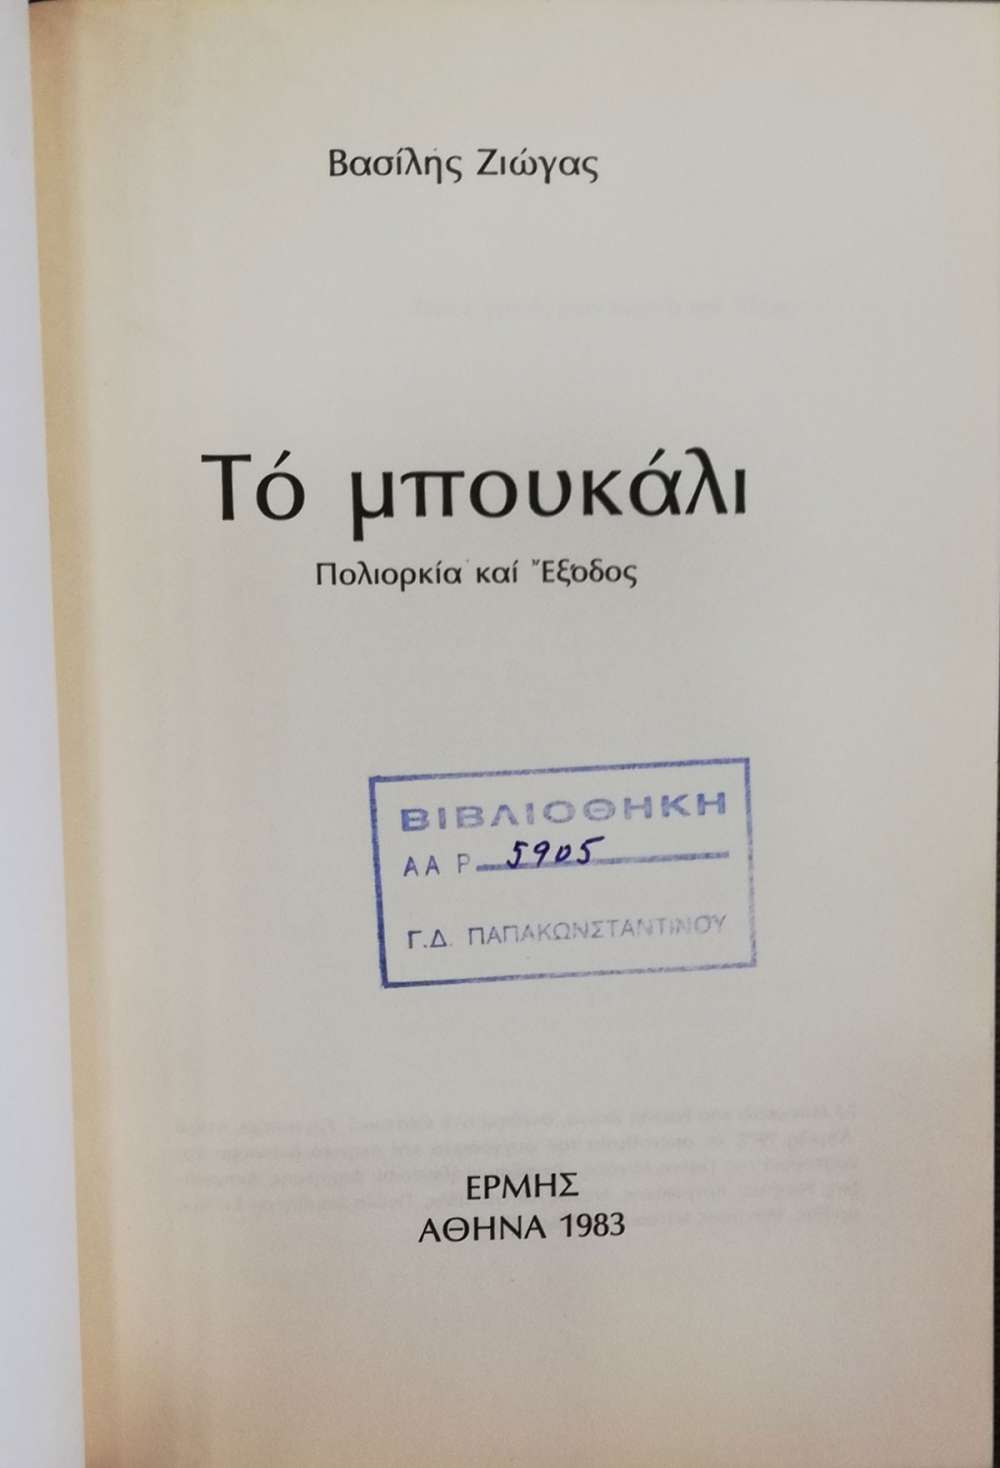 Βασίλης Ζιώγας
Τό μπουκάλι
Πολιορκία καί Ἔξοδος
ΒΙΒΛΙΟΘΗΚΗ
ΑΑ Ρ 5905
Γ.Δ. ΠΑΠΑΚΩΝΣΤΑΝΤΙΝΟΥ
ΕΡΜΗΣ
ΑΘΗΝΑ 1983